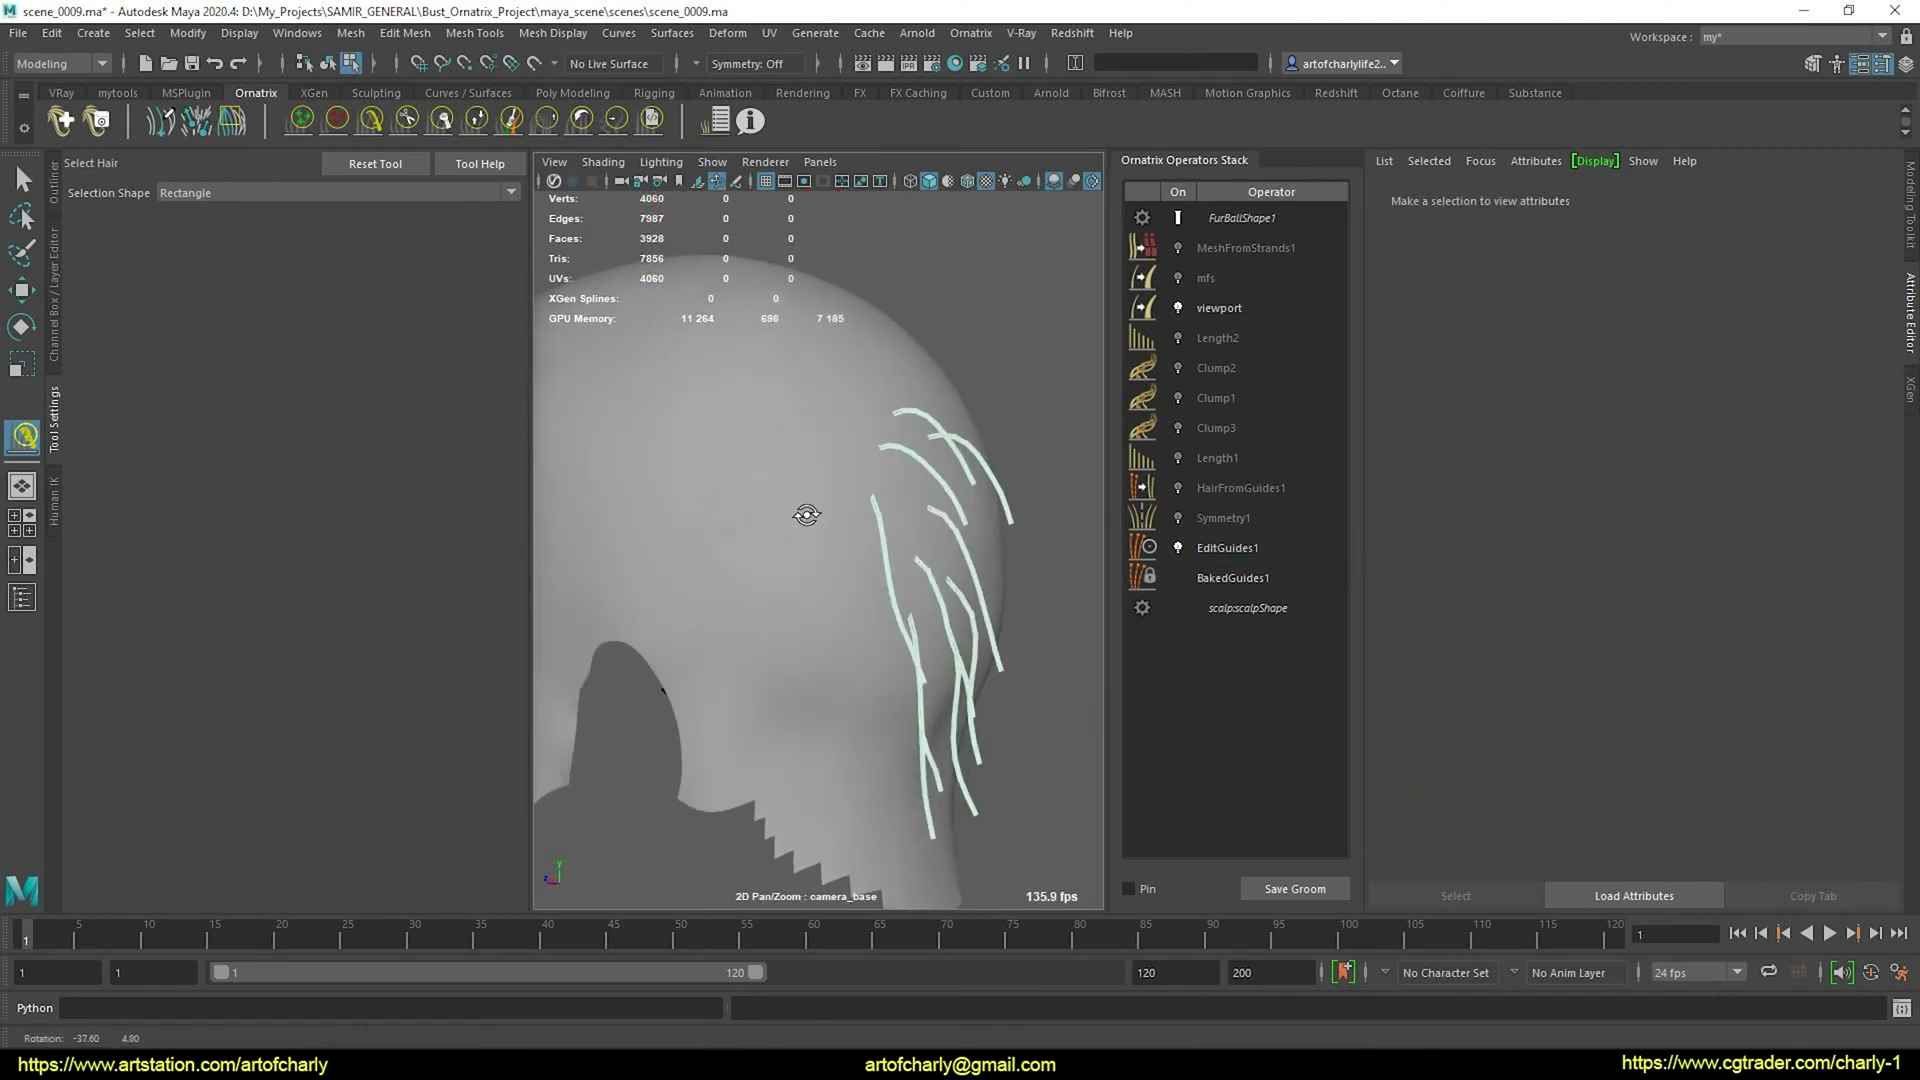 scene_0009.ma* - Autodesk Maya 2020.4: D:\My_Projects\SAMIR_GENERAL\Bust_Ornatrix_Project\maya_scene\scenes\scene_0009.ma
File Edit Create Select Modify Display Windows Mesh Edit Mesh Mesh Tools Mesh Display Curves Surfaces Deform UV Generate Cache Arnold Ornatrix V-Ray Redshift Help
Workspace : my*
Modeling No Live Surface Symmetry: Off artofcharlylife2..
VRay mytools MSPlugin Ornatrix XGen Sculpting Curves / Surfaces Poly Modeling Rigging Animation Rendering FX FX Caching Custom Arnold Bifrost MASH Motion Graphics Redshift Octane Coiffure Substance
Select Hair Reset Tool Tool Help
Selection Shape Rectangle
Outliner
Channel Box / Layer Editor
Tool Settings
Human IK
View Shading Lighting Show Renderer Panels
Verts: 4060 0 0
Edges: 7987 0 0
Faces: 3928 0 0
Tris: 7856 0 0
UVs: 4060 0 0
XGen Splines: 0 0
GPU Memory: 11 264 696 7 185
y
z
2D Pan/Zoom : camera_base
135.9 fps
Ornatrix Operators Stack
On Operator
FurBallShape1
MeshFromStrands1
mfs
viewport
Length2
Clump2
Clump1
Clump3
Length1
HairFromGuides1
Symmetry1
EditGuides1
BakedGuides1
scalp:scalpShape
Pin Save Groom
List Selected Focus Attributes [Display] Show Help
Make a selection to view attributes
Select Load Attributes Copy Tab
Modeling Toolkit
Attribute Editor
XGen
5 10 15 20 25 30 35 40 45 50 55 60 65 70 75 80 85 90 95 100 105 110 115 120
1 1
1 1 1 120 120 200 No Character Set No Anim Layer 24 fps
Python
Rotation: -37.60 4.80
https://www.artstation.com/artofcharly
artofcharly@gmail.com
https://www.cgtrader.com/charly-1